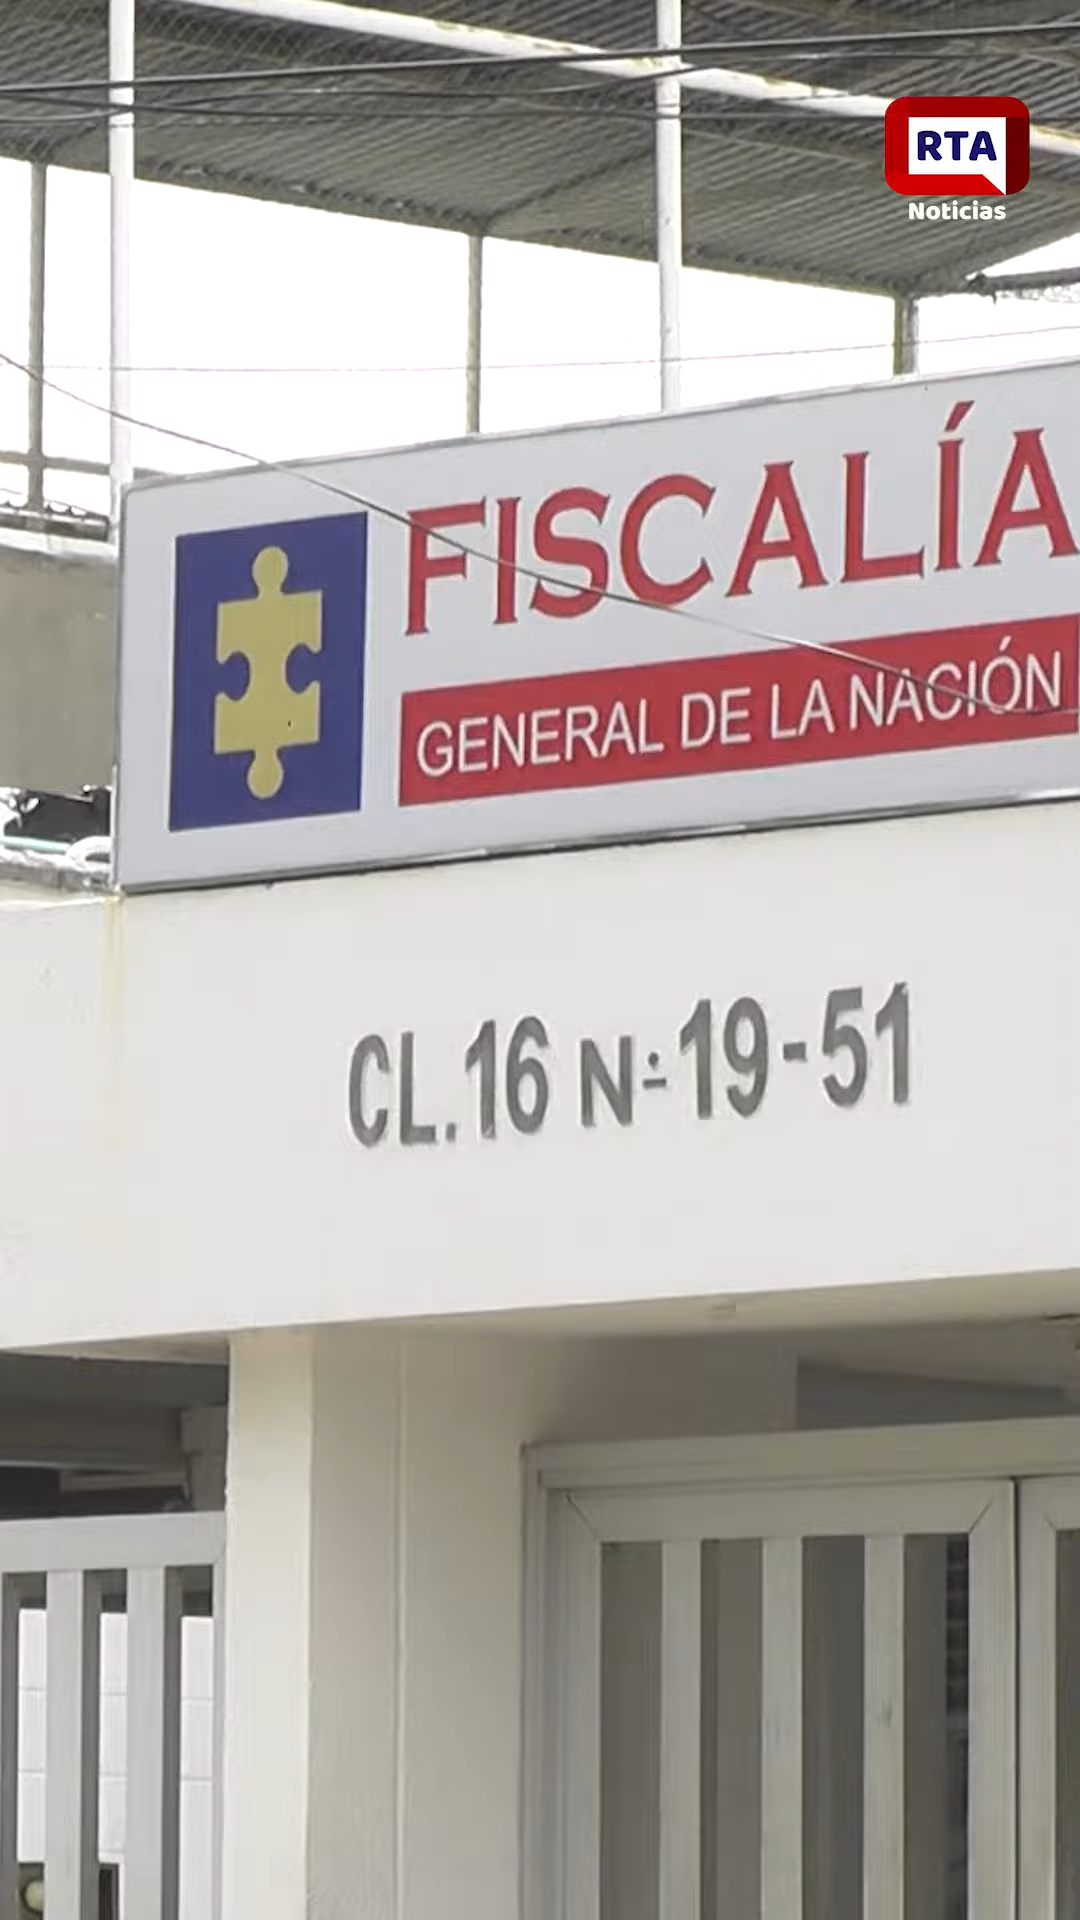 RTA
Noticias
FISCALÍA
GENERAL DE LA NACIÓN
CL.16 N.º 19-51